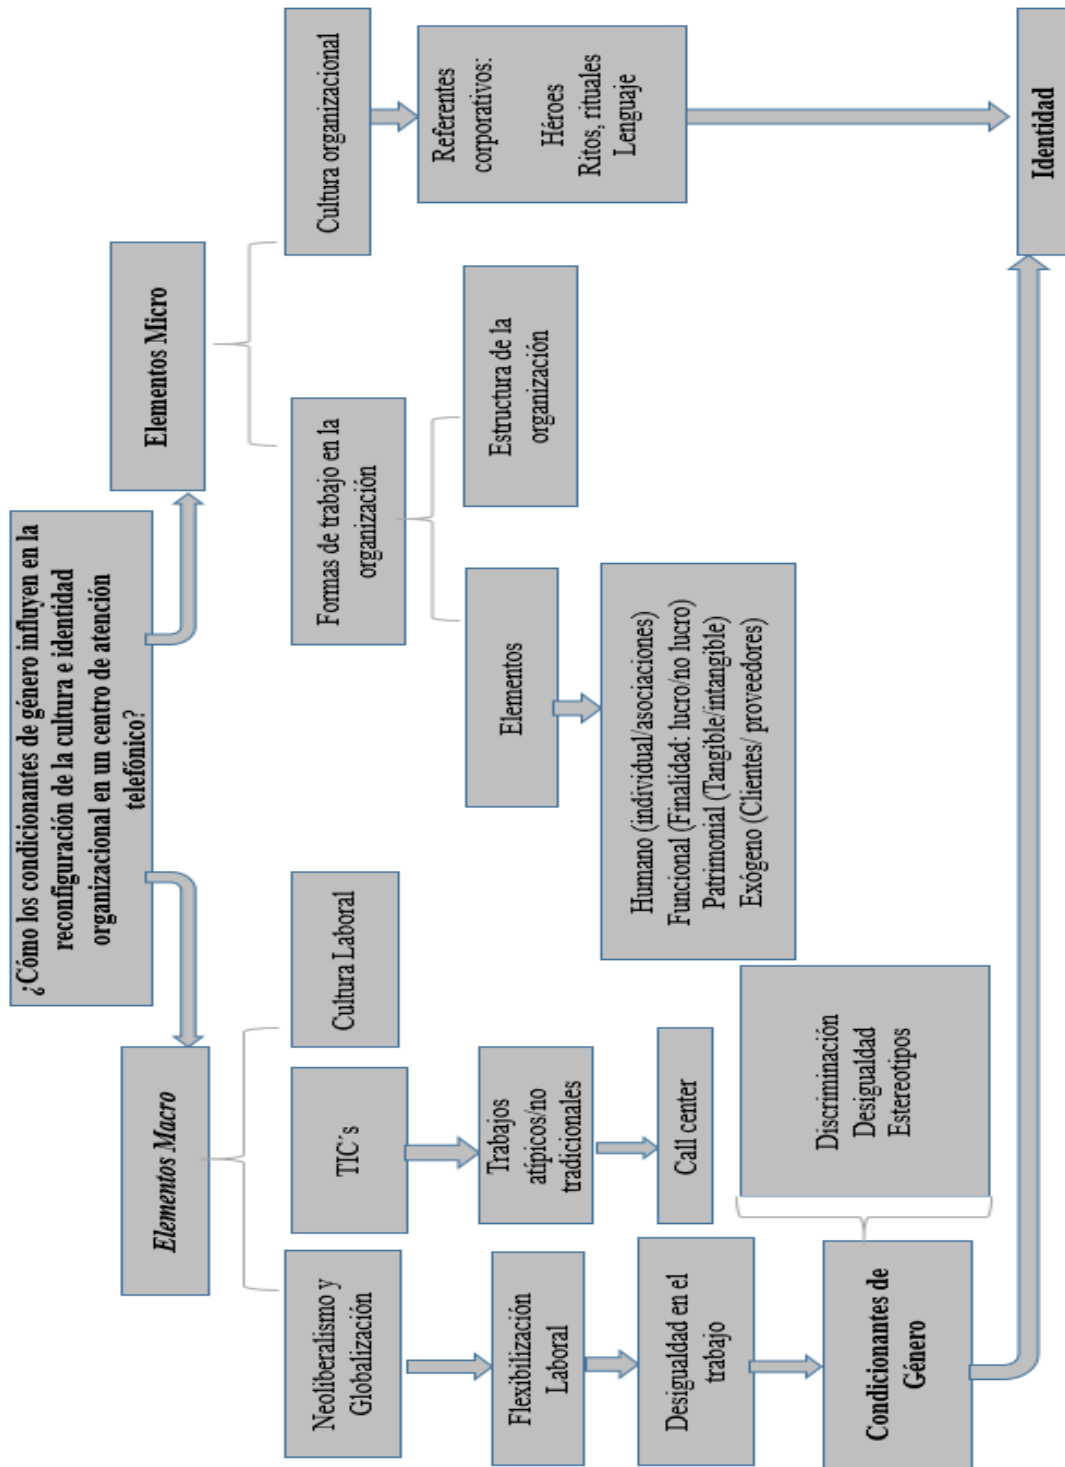 ¿Cómo los condicionantes de género influyen en la
reconfiguración de la cultura e identidad
organizacional en un centro de atención
telefónico?
Elementos Macro
Elementos Micro
Neoliberalismo y
Globalización
TIC´s
Cultura Laboral
Formas de trabajo en la
organización
Cultura organizacional
Flexibilización
Laboral
Trabajos
atípicos/no
tradicionales
Elementos
Estructura de la
organización
Referentes
corporativos:
Héroes
Ritos, rituales
Lenguaje
Desigualdad en el
trabajo
Call center
Humano (individual/asociaciones)
Funcional (Finalidad: lucro/no lucro)
Patrimonial (Tangible/intangible)
Exógeno (Clientes/ proveedores)
Condicionantes de
Género
Discriminación
Desigualdad
Estereotipos
Identidad